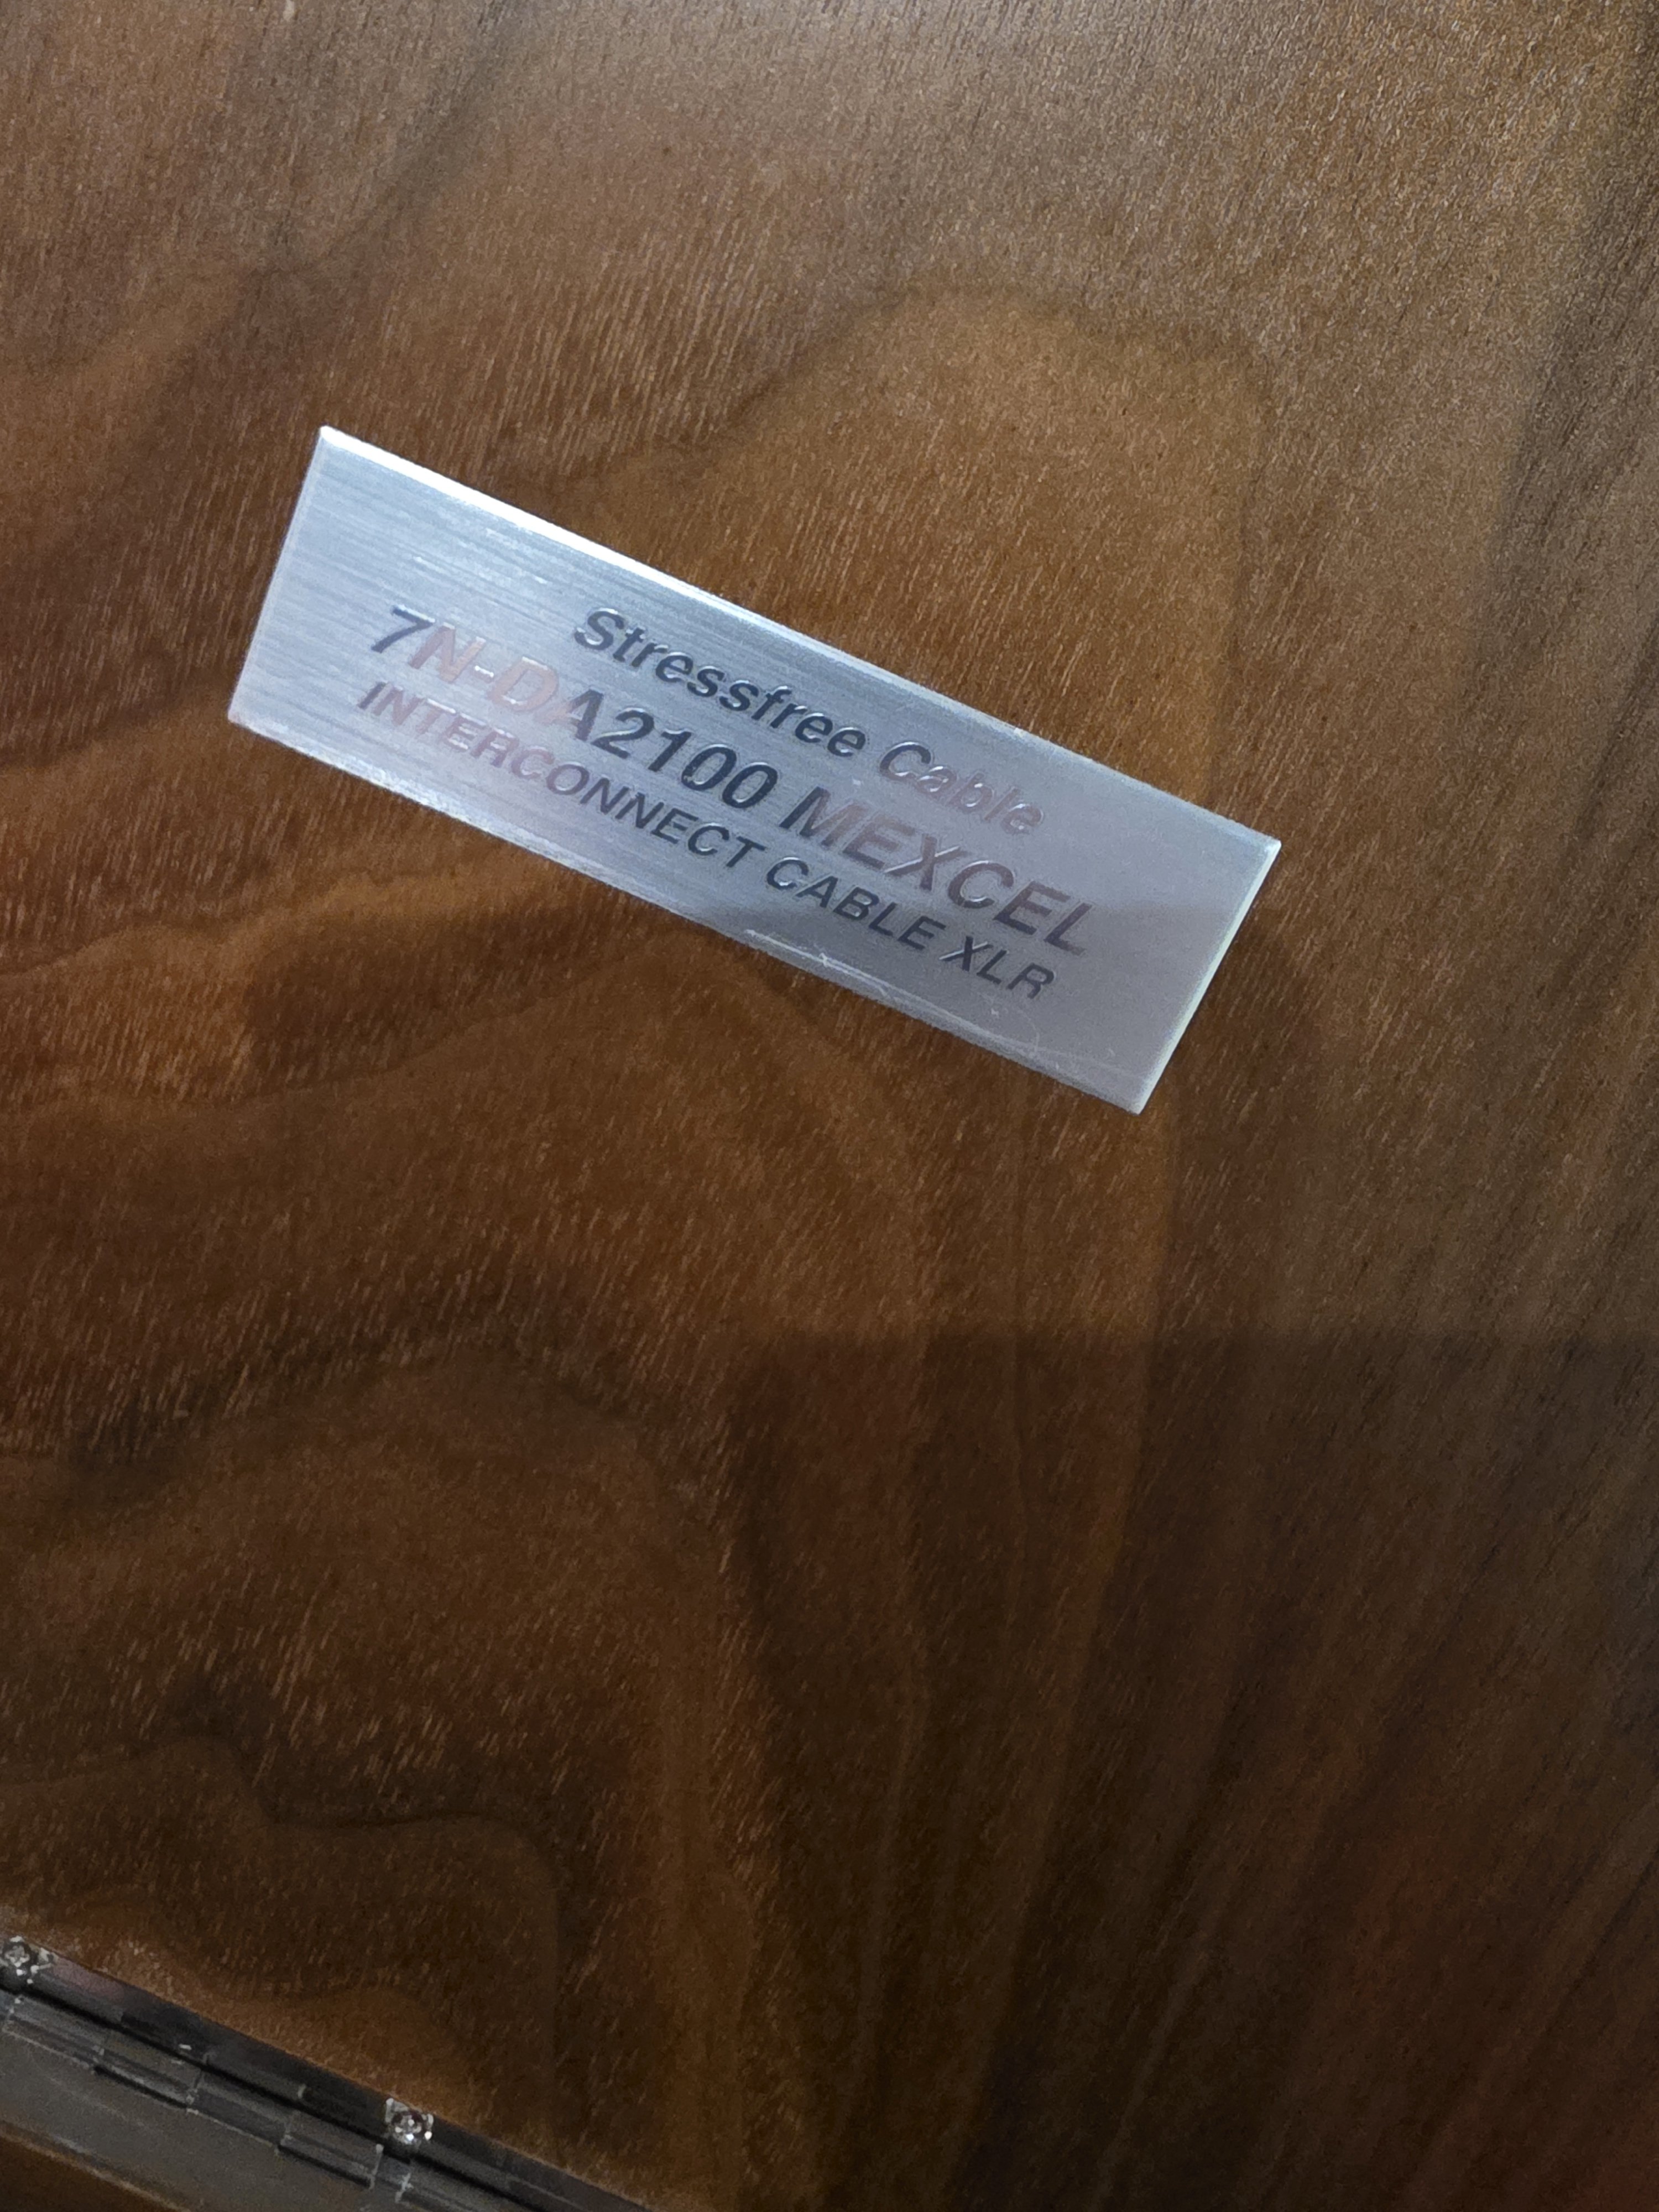 Stressfree Cable
7N-DA2100 MEXCEL
INTERCONNECT CABLE XLR